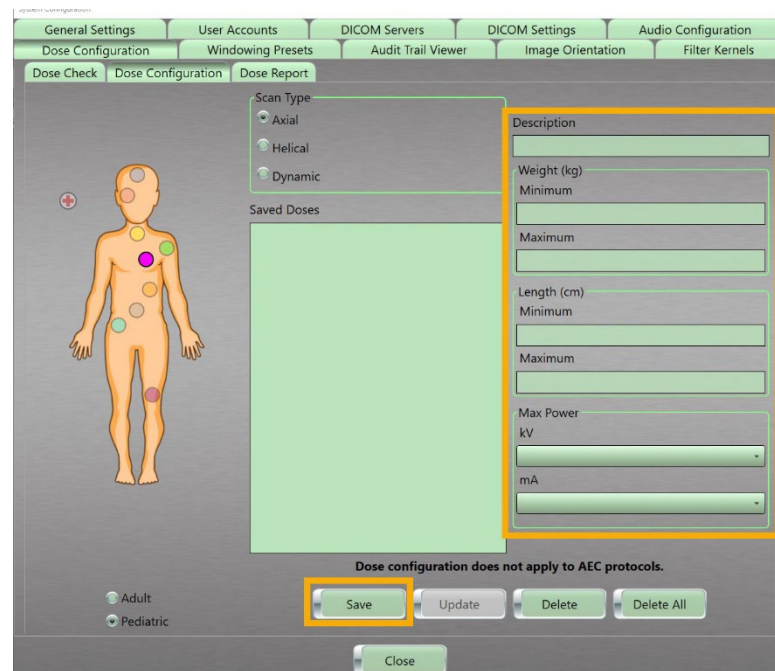 System Configuration
General Settings User Accounts DICOM Servers DICOM Settings Audio Configuration
Dose Configuration Windowing Presets Audit Trail Viewer Image Orientation Filter Kernels
Dose Check Dose Configuration Dose Report
Scan Type
Axial
Helical
Dynamic
Saved Doses
Description
Weight (kg)
Minimum
Maximum
Length (cm)
Minimum
Maximum
Max Power
kV
mA
Dose configuration does not apply to AEC protocols.
Adult
Pediatric
Save Update Delete Delete All
Close